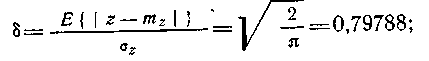 δ = E{|z − m_z|} / σ_z = √(2/π) = 0,79788;